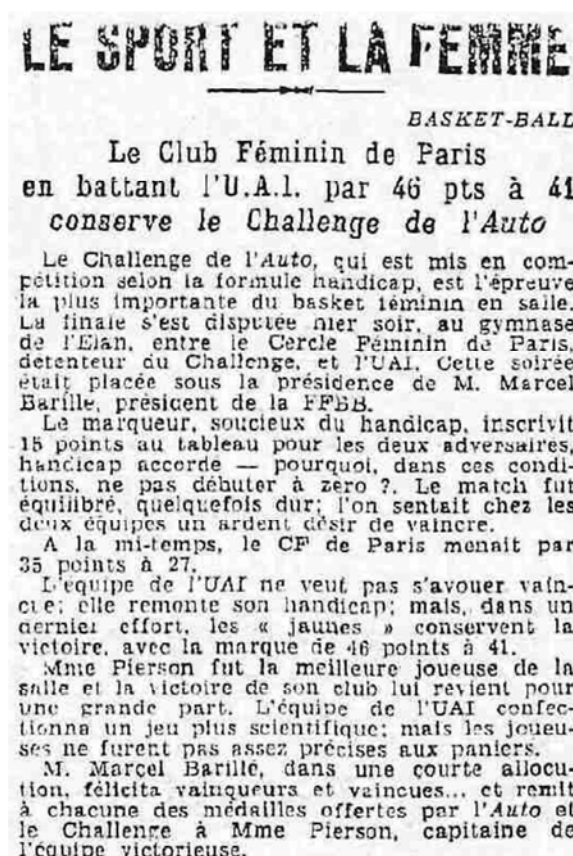 LE SPORT ET LA FEMME
BASKET-BALL
Le Club Féminin de Paris
en battant l'U.A.I. par 46 pts à 41
conserve le Challenge de l'Auto
Le Challenge de l'Auto, qui est mis en com-
pétition selon la formule handicap, est l'épreuve
la plus importante du basket féminin en salle.
La finale s'est disputée hier soir, au gymnase
de l'Elan, entre le Cercle Féminin de Paris,
détenteur du Challenge, et l'UAI. Cette soirée
était placée sous la présidence de M. Marcel
Barille, président de la FFBB.
Le marqueur, soucieux du handicap, inscrivit
15 points au tableau pour les deux adversaires,
handicap accorde — pourquoi, dans ces condi-
tions, ne pas débuter à zéro ?. Le match fut
équilibré, quelquefois dur; l'on sentait chez les
deux équipes un ardent désir de vaincre.
A la mi-temps, le CF de Paris menait par
35 points à 27.
L'équipe de l'UAI ne veut pas s'avouer vain-
cue; elle remonte son handicap; mais, dans un
dernier effort, les « jaunes » conservent la
victoire, avec la marque de 46 points à 41.
Mme Pierson fut la meilleure joueuse de la
salle et la victoire de son club lui revient pour
une grande part. L'équipe de l'UAI confec-
tionna un jeu plus scientifique; mais les joueu-
ses ne furent pas assez précises aux paniers.
M. Marcel Barillé, dans une courte allocu-
tion, félicita vainqueurs et vaincues... et remit
à chacune des médailles offertes par l'Auto et
le Challenge à Mme Pierson, capitaine de
l'équipe victorieuse.